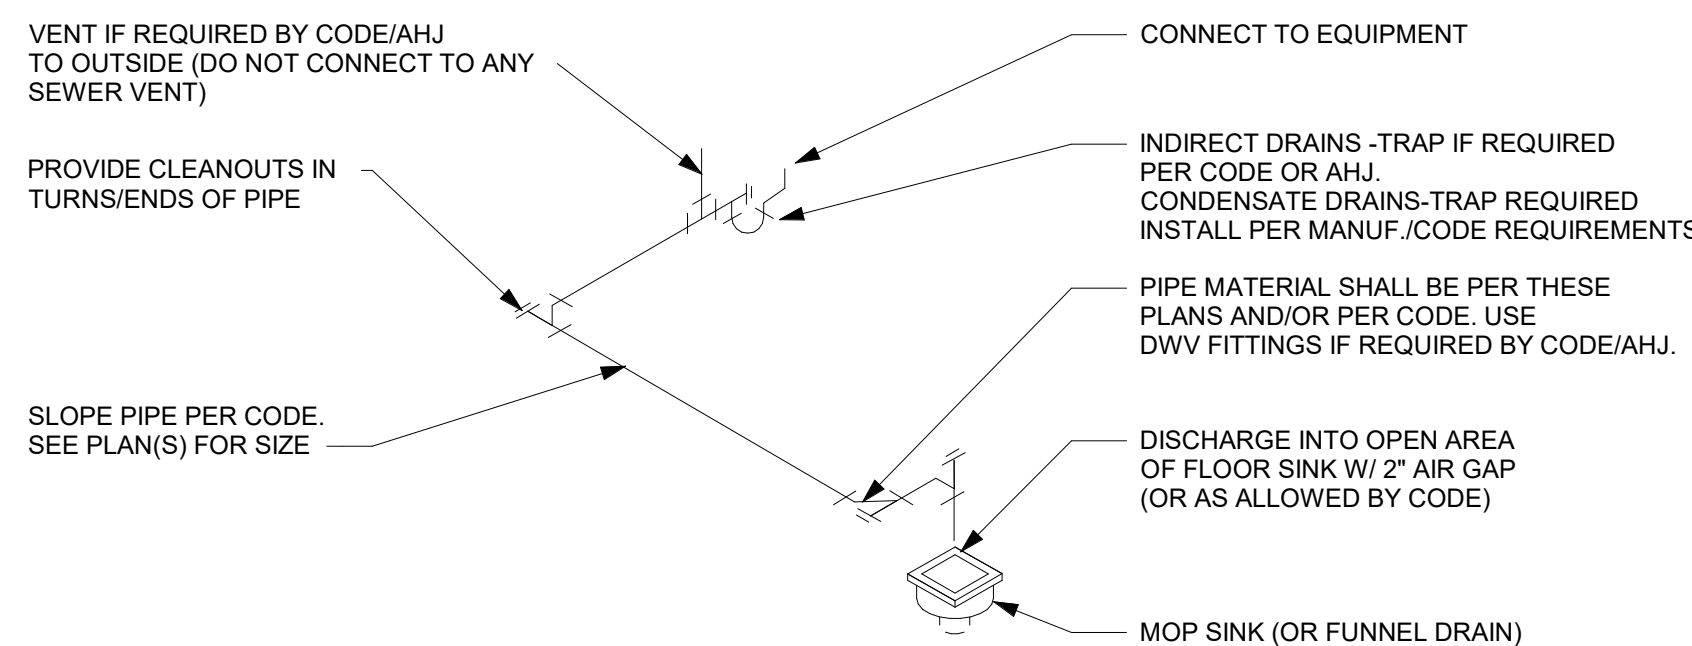 VENT IF REQUIRED BY CODE/AHJ
TO OUTSIDE (DO NOT CONNECT TO ANY
SEWER VENT)
PROVIDE CLEANOUTS IN
TURNS/ENDS OF PIPE
SLOPE PIPE PER CODE.
SEE PLAN(S) FOR SIZE
CONNECT TO EQUIPMENT
INDIRECT DRAINS -TRAP IF REQUIRED
PER CODE OR AHJ.
CONDENSATE DRAINS-TRAP REQUIRED
INSTALL PER MANUF./CODE REQUIREMENTS
PIPE MATERIAL SHALL BE PER THESE
PLANS AND/OR PER CODE. USE
DWV FITTINGS IF REQUIRED BY CODE/AHJ.
DISCHARGE INTO OPEN AREA
OF FLOOR SINK W/ 2" AIR GAP
(OR AS ALLOWED BY CODE)
MOP SINK (OR FUNNEL DRAIN)